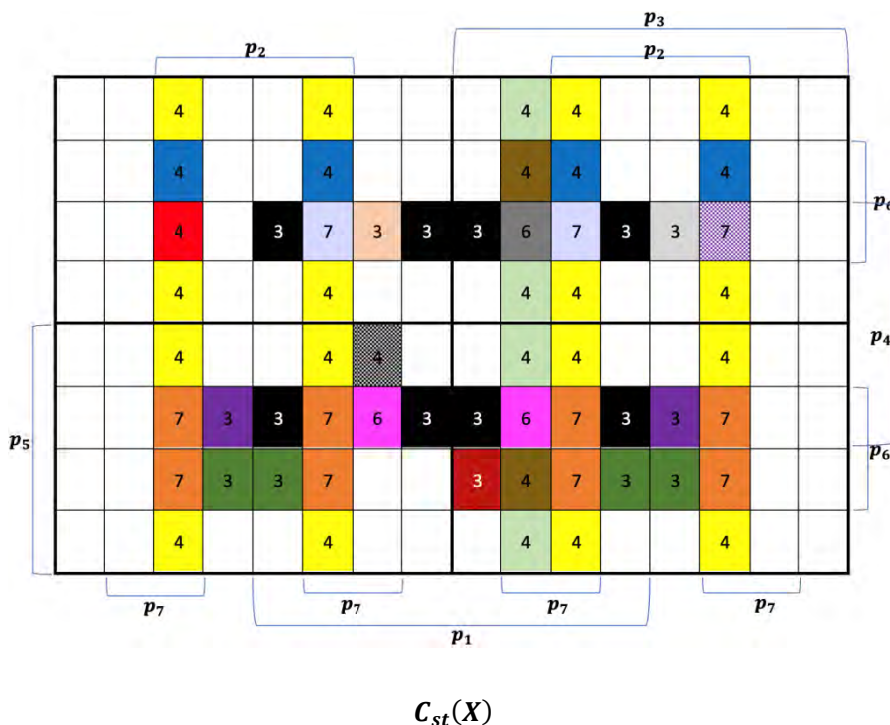 p₃
p₂ p₂
4 4 4 4 4
4 4 4 4 4
p₆
4 3 7 3 3 3 6 7 3 3 7
4 4 4 4 4
4 4 4 4 4 4
p₄
7 3 3 7 6 3 3 6 7 3 3 7
p₅
p₆
7 3 3 7 3 4 7 3 3 7
4 4 4 4 4
p₇ p₇ p₇ p₇
p₁
C_{st}(X)